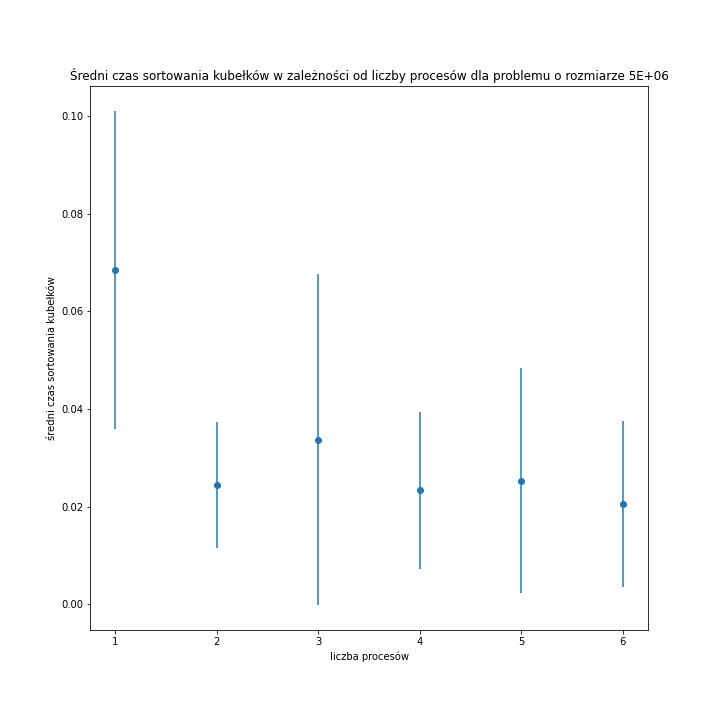 Średni czas sortowania kubełków w zależności od liczby procesów dla problemu o rozmiarze 5E+06
0.10
0.08
0.06
0.04
0.02
0.00
średni czas sortowania kubełków
1 2 3 4 5 6
liczba procesów